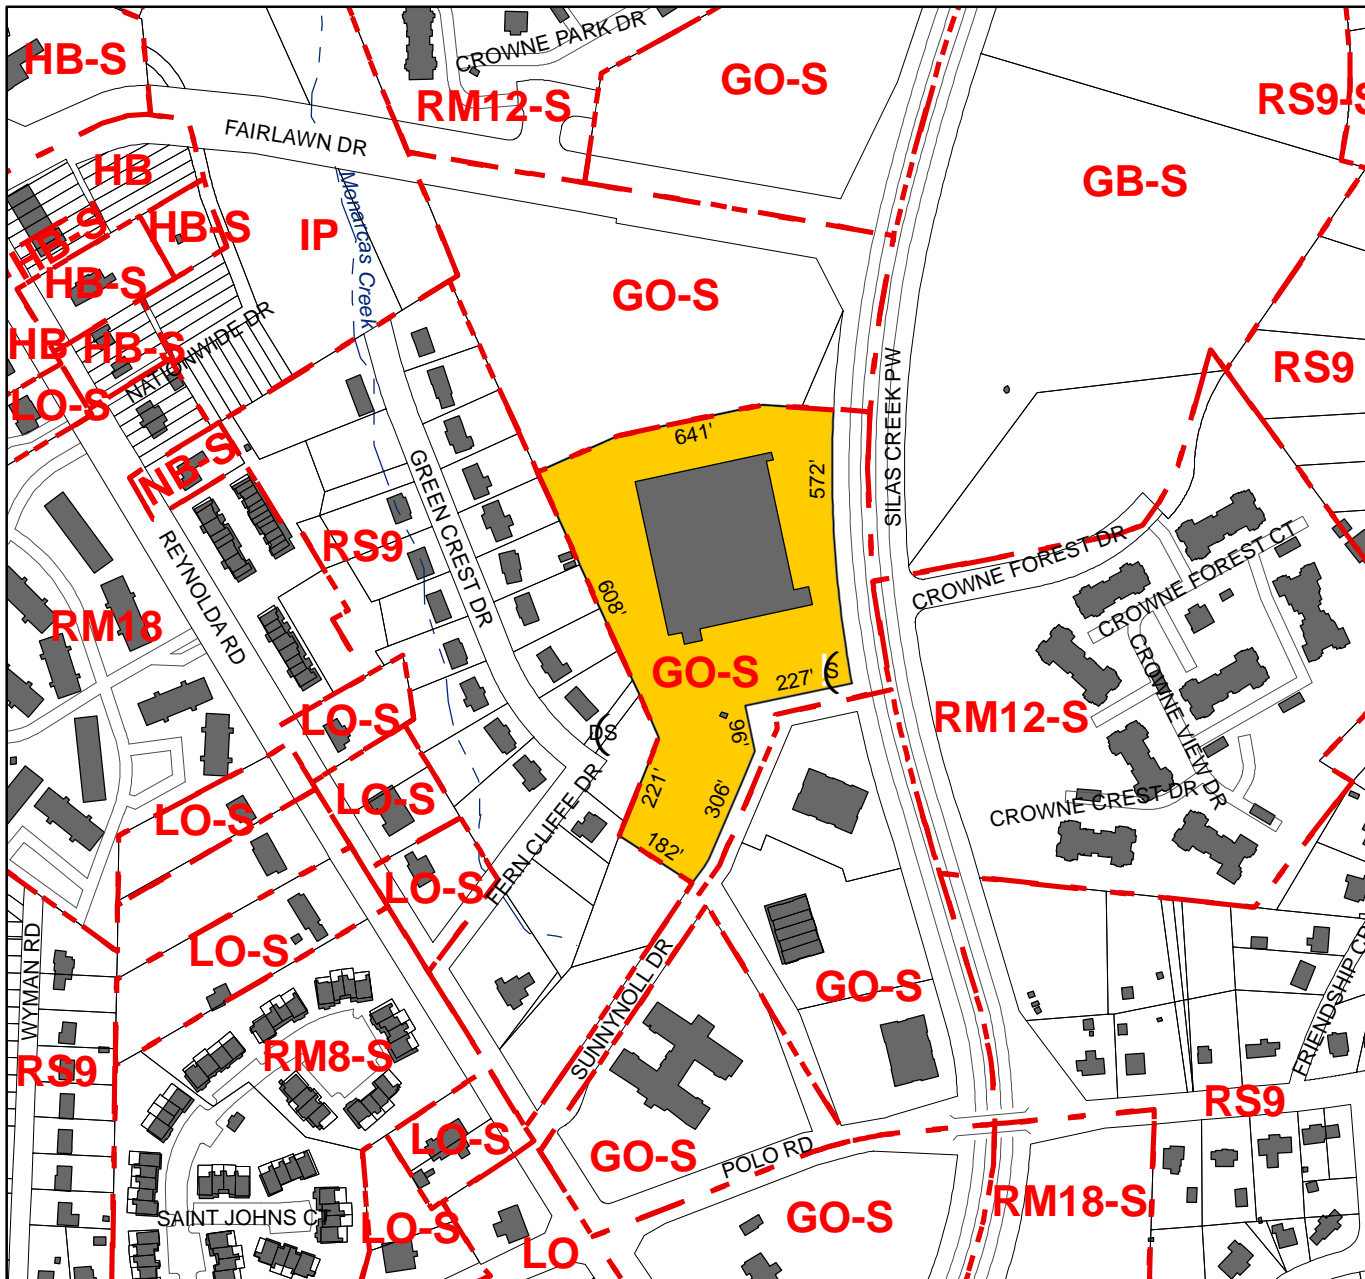 HB-S
CROWNE PARK DR
GO-S
RM12-S
RS9-S
FAIRLAWN DR
HB
GB-S
HB-S
IP
Monarcas Creek
HB-S
HB-S
GO-S
NATIONWIDE DR
HB
HB-S
SILAS CREEK PW
RS9
LO-S
641'
572'
NB-S
GREEN CREST DR
REYNOLDA RD
RS9
CROWNE FOREST DR
CROWNE FOREST CT
608'
RM18
GO-S
227'
S
CROWNE VIEW DR
LO-S
DS
96'
RM12-S
221'
306'
LO-S
LO-S
CROWNE CREST DR
182'
FERN CLIFFE DR
LO-S
WYMAN RD
LO-S
GO-S
SUNNYNOLL DR
FRIENDSHIP CR
RM8-S
RS9
RS9
LO-S
GO-S
POLO RD
SAINT JOHNS CT
LO-S
LO
GO-S
RM18-S